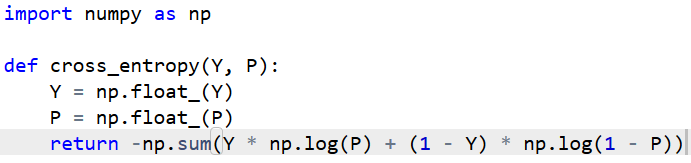 import numpy as np
def cross_entropy(Y, P):
    Y = np.float_(Y)
    P = np.float_(P)
    return -np.sum(Y * np.log(P) + (1 - Y) * np.log(1 - P))